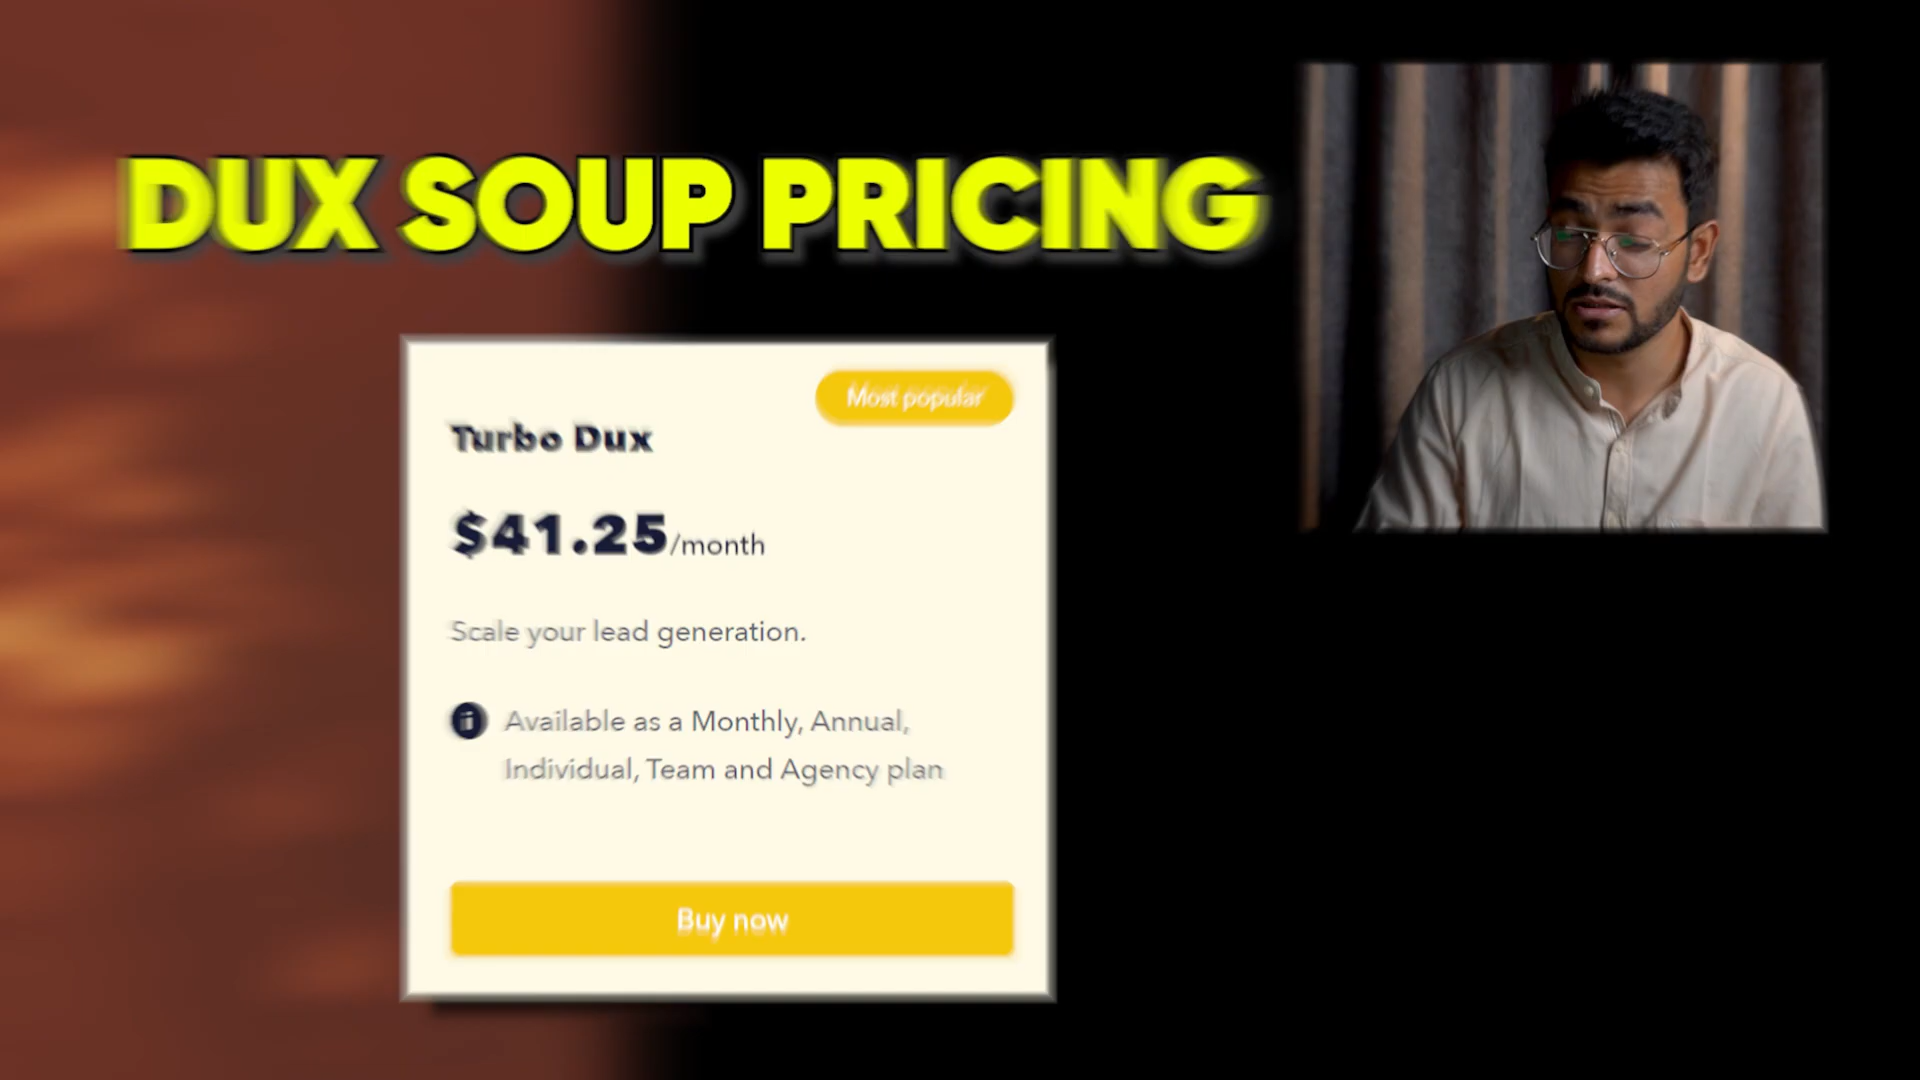 DUX SOUP PRICING
Most popular
Turbo Dux
$41.25/month
Scale your lead generation.
Available as a Monthly, Annual,
Individual, Team and Agency plan
Buy now